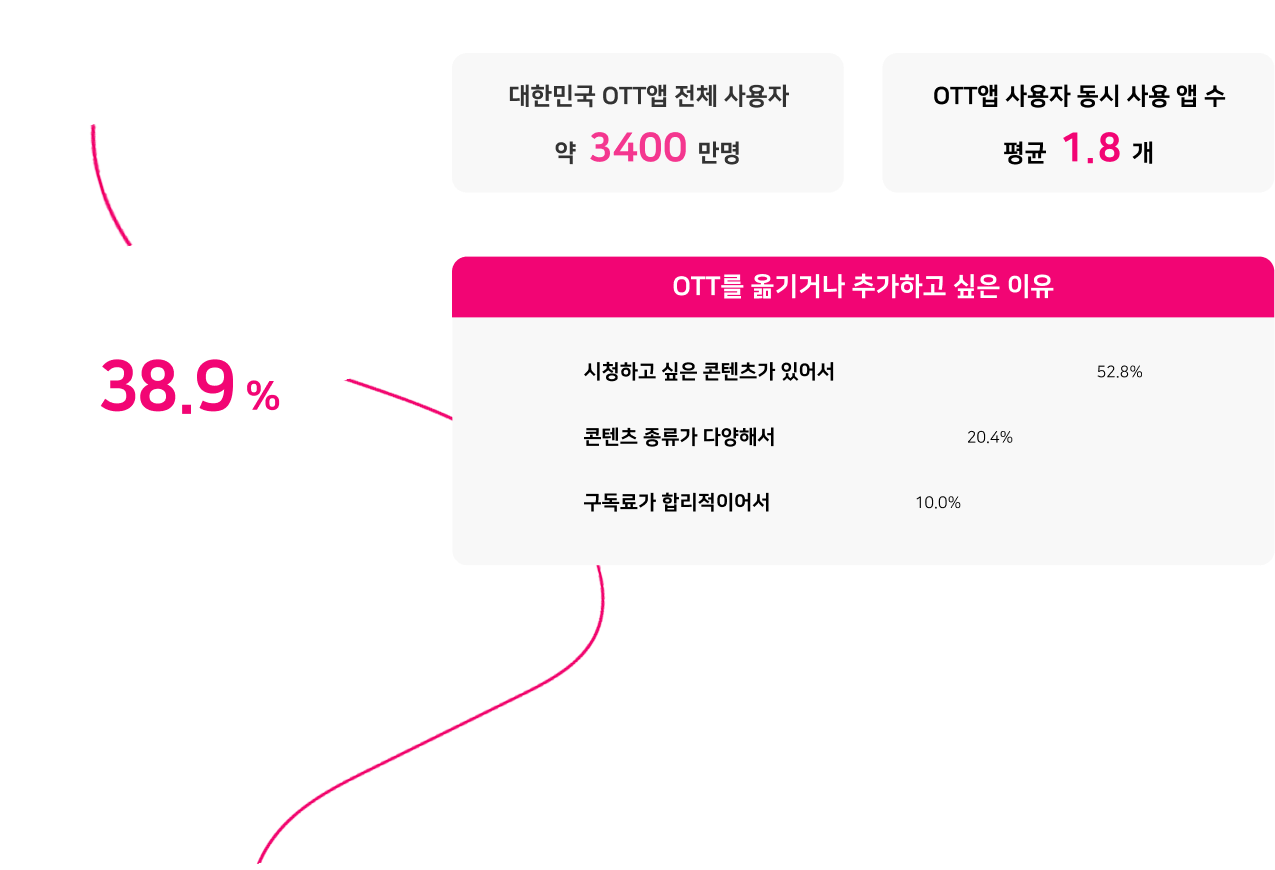 대한민국 OTT앱 전체 사용자
약 3400 만명
OTT앱 사용자 동시 사용 앱 수
평균 1.8 개
38.9 %
OTT를 옮기거나 추가하고 싶은 이유
시청하고 싶은 콘텐츠가 있어서 52.8%
콘텐츠 종류가 다양해서 20.4%
구독료가 합리적이어서 10.0%